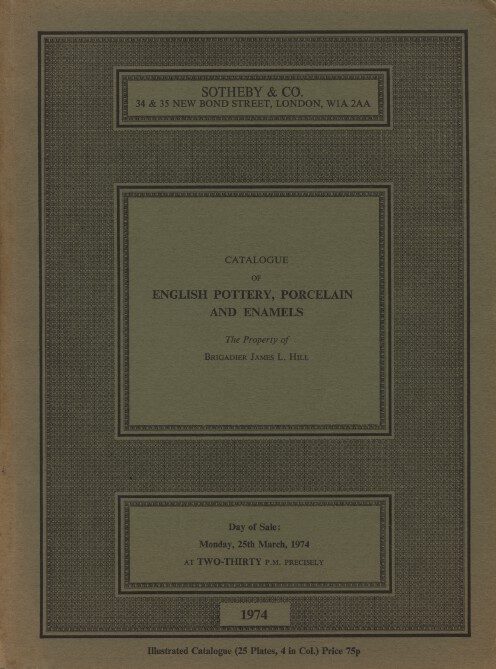 SOTHEBY & CO.
34 & 35 NEW BOND STREET, LONDON, W1A 2AA
CATALOGUE
OF
ENGLISH POTTERY, PORCELAIN
AND ENAMELS
The Property of
BRIGADIER JAMES L. HILL
Day of Sale:
Monday, 25th March, 1974
AT TWO-THIRTY P.M. PRECISELY
1974
Illustrated Catalogue (25 Plates, 4 in Col.) Price 75p